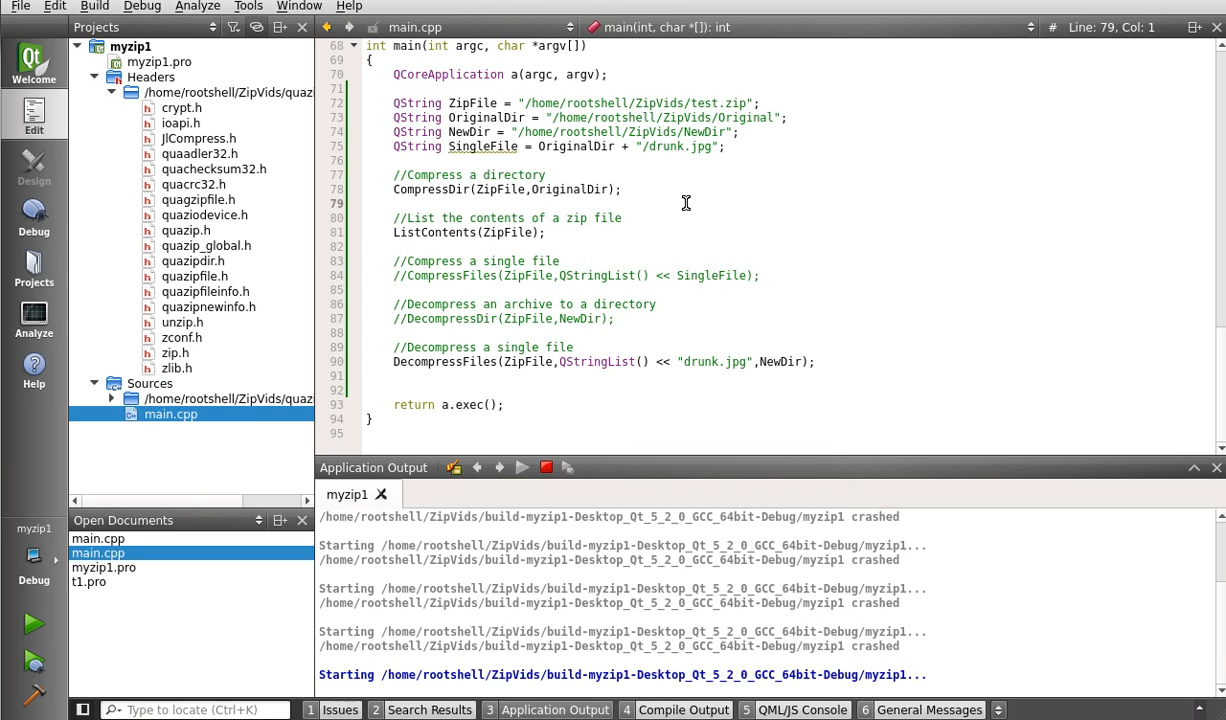 File Edit Build Debug Analyze Tools Window Help
Projects main.cpp main(int, char *[]): int # Line: 79, Col: 1
Welcome
Edit
Design
Debug
Projects
Analyze
Help
myzip1
Debug
myzip1
myzip1.pro
Headers
/home/rootshell/ZipVids/quaz
crypt.h
ioapi.h
JlCompress.h
quaadler32.h
quachecksum32.h
quacrc32.h
quagzipfile.h
quaziodevice.h
quazip.h
quazip_global.h
quazipdir.h
quazipfile.h
quazipfileinfo.h
quazipnewinfo.h
unzip.h
zconf.h
zip.h
zlib.h
Sources
/home/rootshell/ZipVids/quaz
main.cpp
Open Documents
main.cpp
main.cpp
myzip1.pro
t1.pro
68 int main(int argc, char *argv[])
69 {
70 QCoreApplication a(argc, argv);
71
72 QString ZipFile = "/home/rootshell/ZipVids/test.zip";
73 QString OriginalDir = "/home/rootshell/ZipVids/Original";
74 QString NewDir = "/home/rootshell/ZipVids/NewDir";
75 QString SingleFile = OriginalDir + "/drunk.jpg";
76
77 //Compress a directory
78 CompressDir(ZipFile,OriginalDir);
79
80 //List the contents of a zip file
81 ListContents(ZipFile);
82
83 //Compress a single file
84 //CompressFiles(ZipFile,QStringList() << SingleFile);
85
86 //Decompress an archive to a directory
87 //DecompressDir(ZipFile,NewDir);
88
89 //Decompress a single file
90 DecompressFiles(ZipFile,QStringList() << "drunk.jpg",NewDir);
91
92
93 return a.exec();
94 }
95
Application Output
myzip1
/home/rootshell/ZipVids/build-myzip1-Desktop_Qt_5_2_0_GCC_64bit-Debug/myzip1 crashed
Starting /home/rootshell/ZipVids/build-myzip1-Desktop_Qt_5_2_0_GCC_64bit-Debug/myzip1...
/home/rootshell/ZipVids/build-myzip1-Desktop_Qt_5_2_0_GCC_64bit-Debug/myzip1 crashed
Starting /home/rootshell/ZipVids/build-myzip1-Desktop_Qt_5_2_0_GCC_64bit-Debug/myzip1...
/home/rootshell/ZipVids/build-myzip1-Desktop_Qt_5_2_0_GCC_64bit-Debug/myzip1 crashed
Starting /home/rootshell/ZipVids/build-myzip1-Desktop_Qt_5_2_0_GCC_64bit-Debug/myzip1...
/home/rootshell/ZipVids/build-myzip1-Desktop_Qt_5_2_0_GCC_64bit-Debug/myzip1 crashed
Starting /home/rootshell/ZipVids/build-myzip1-Desktop_Qt_5_2_0_GCC_64bit-Debug/myzip1...
Type to locate (Ctrl+K) 1 Issues 2 Search Results 3 Application Output 4 Compile Output 5 QML/JS Console 6 General Messages